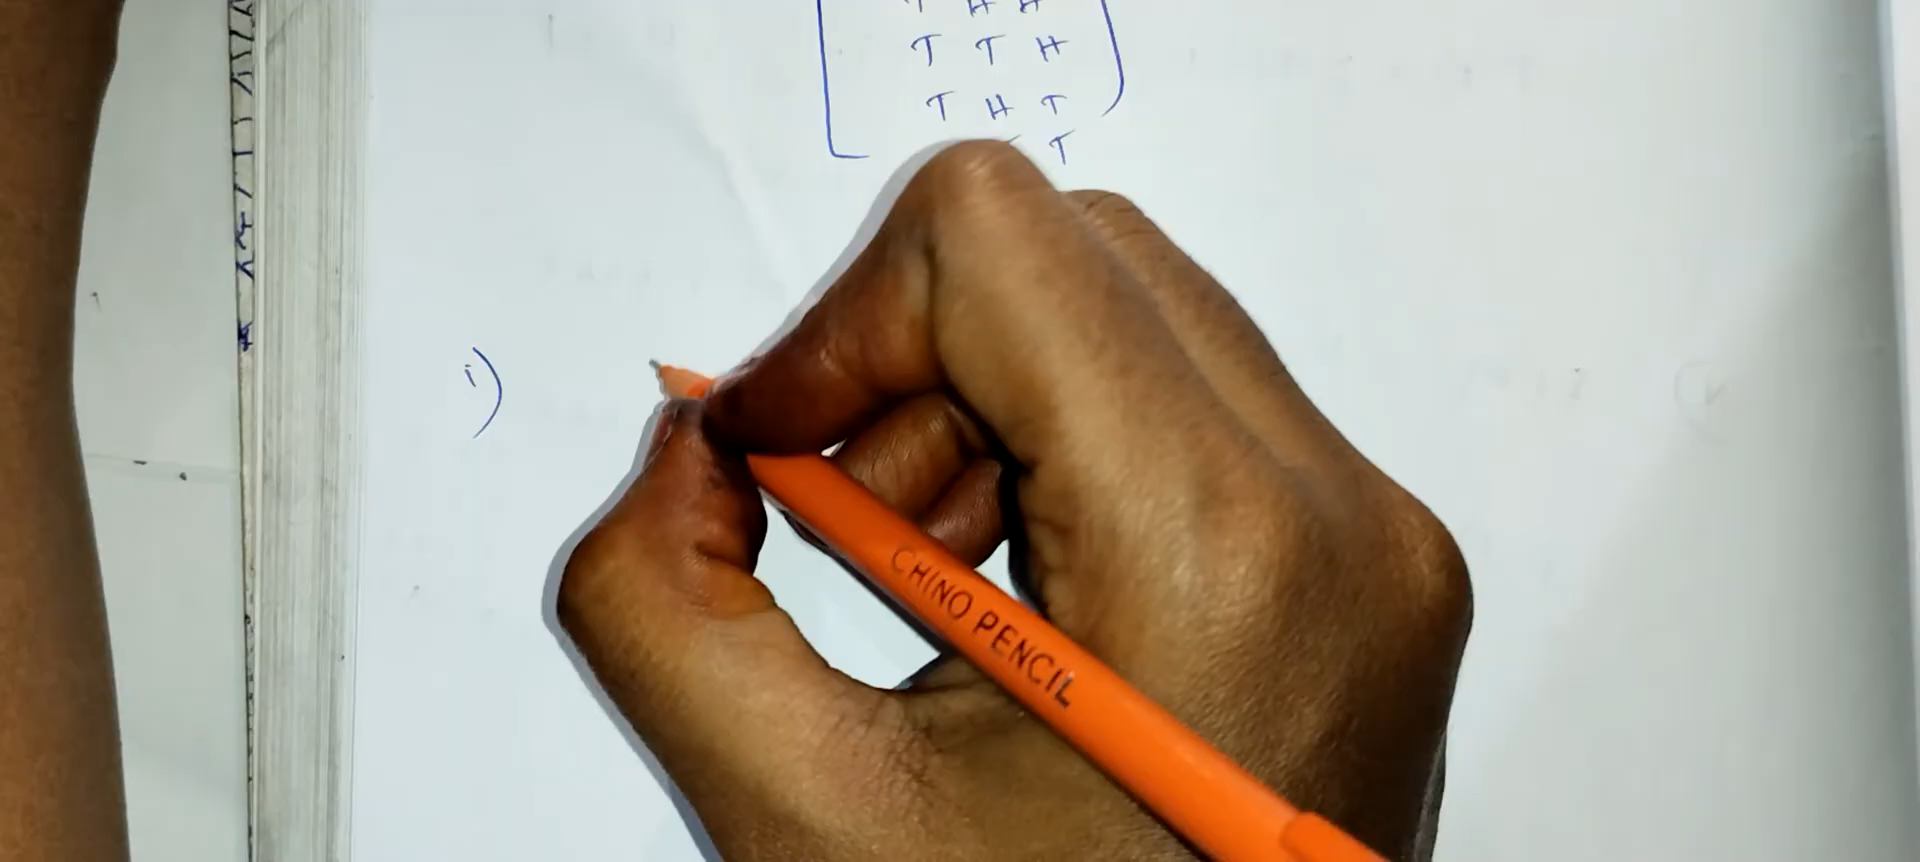 T H H
T T H
T H T
T
i)
CHINO PENCIL